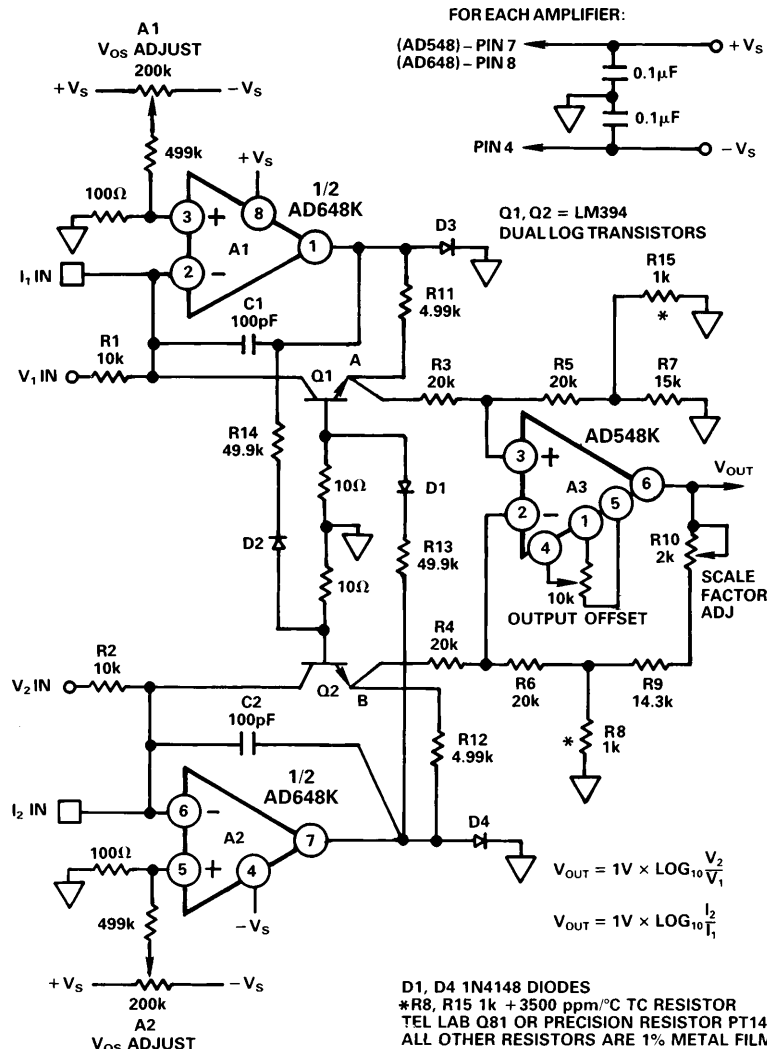 FOR EACH AMPLIFIER:
(AD548) – PIN 7
(AD648) – PIN 8
+VS
0.1µF
0.1µF
PIN 4
– VS
A1
VOS ADJUST
200k
+VS
–VS
499k
100Ω
+VS
1/2
AD648K
3
+
8
A1
1
2
–
I1 IN
D3
Q1, Q2 = LM394
DUAL LOG TRANSISTORS
R15
1k
*
R11
4.99k
C1
100pF
R1
10k
V1 IN
A
Q1
R3
20k
R5
20k
R7
15k
R14
49.9k
AD548K
3
+
A3
6
VOUT
2
–
1
5
4
10Ω
D1
D2
10Ω
R13
49.9k
10k
OUTPUT OFFSET
R10
2k
SCALE
FACTOR
ADJ
R2
10k
V2 IN
Q2
B
R4
20k
R6
20k
R9
14.3k
C2
100pF
R12
4.99k
*
R8
1k
I2 IN
1/2
AD648K
6
–
A2
7
D4
100Ω
5
+
4
–VS
499k
+VS
–VS
200k
A2
VOS ADJUST
VOUT = 1V × LOG10 V2/V1
VOUT = 1V × LOG10 I2/I1
D1, D4 1N4148 DIODES
*R8, R15 1k +3500 ppm/°C TC RESISTOR
TEL LAB Q81 OR PRECISION RESISTOR PT14
ALL OTHER RESISTORS ARE 1% METAL FILM